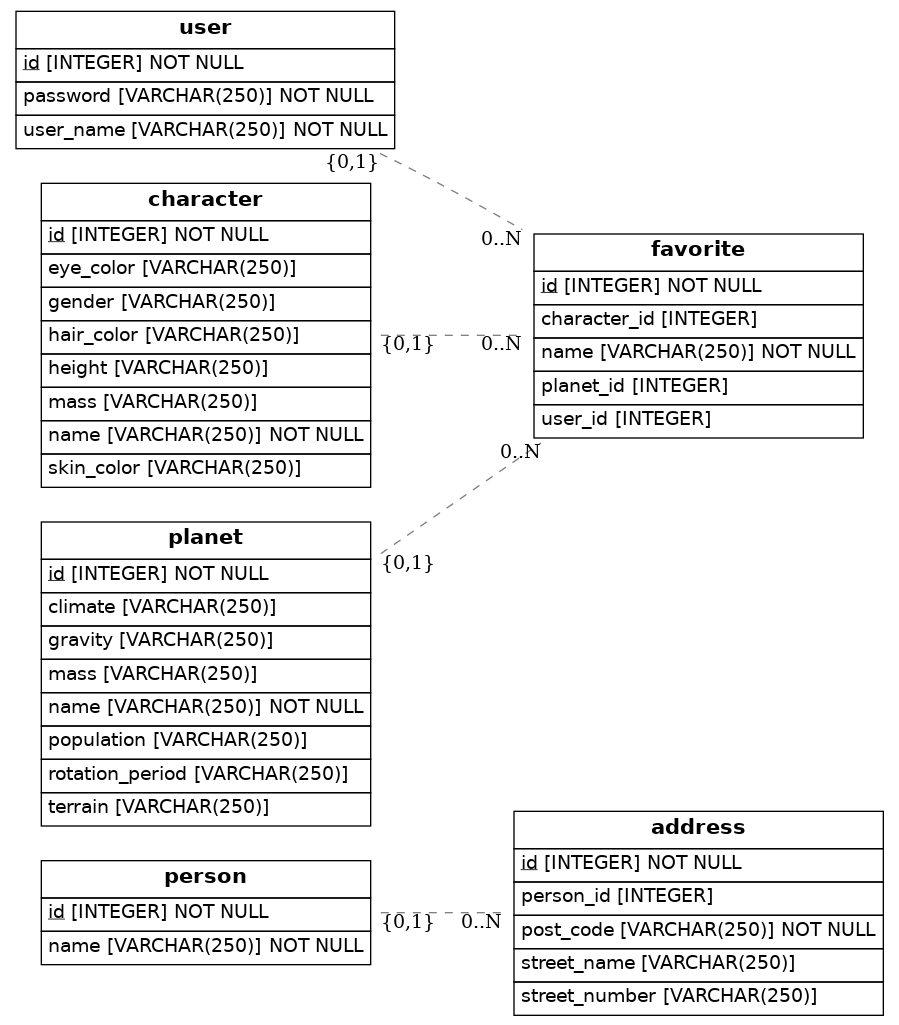 user
id [INTEGER] NOT NULL
password [VARCHAR(250)] NOT NULL
user_name [VARCHAR(250)] NOT NULL
{0,1}
0..N
character
id [INTEGER] NOT NULL
eye_color [VARCHAR(250)]
gender [VARCHAR(250)]
hair_color [VARCHAR(250)]
height [VARCHAR(250)]
mass [VARCHAR(250)]
name [VARCHAR(250)] NOT NULL
skin_color [VARCHAR(250)]
{0,1}
0..N
favorite
id [INTEGER] NOT NULL
character_id [INTEGER]
name [VARCHAR(250)] NOT NULL
planet_id [INTEGER]
user_id [INTEGER]
0..N
{0,1}
planet
id [INTEGER] NOT NULL
climate [VARCHAR(250)]
gravity [VARCHAR(250)]
mass [VARCHAR(250)]
name [VARCHAR(250)] NOT NULL
population [VARCHAR(250)]
rotation_period [VARCHAR(250)]
terrain [VARCHAR(250)]
person
id [INTEGER] NOT NULL
name [VARCHAR(250)] NOT NULL
{0,1}
0..N
address
id [INTEGER] NOT NULL
person_id [INTEGER]
post_code [VARCHAR(250)] NOT NULL
street_name [VARCHAR(250)]
street_number [VARCHAR(250)]